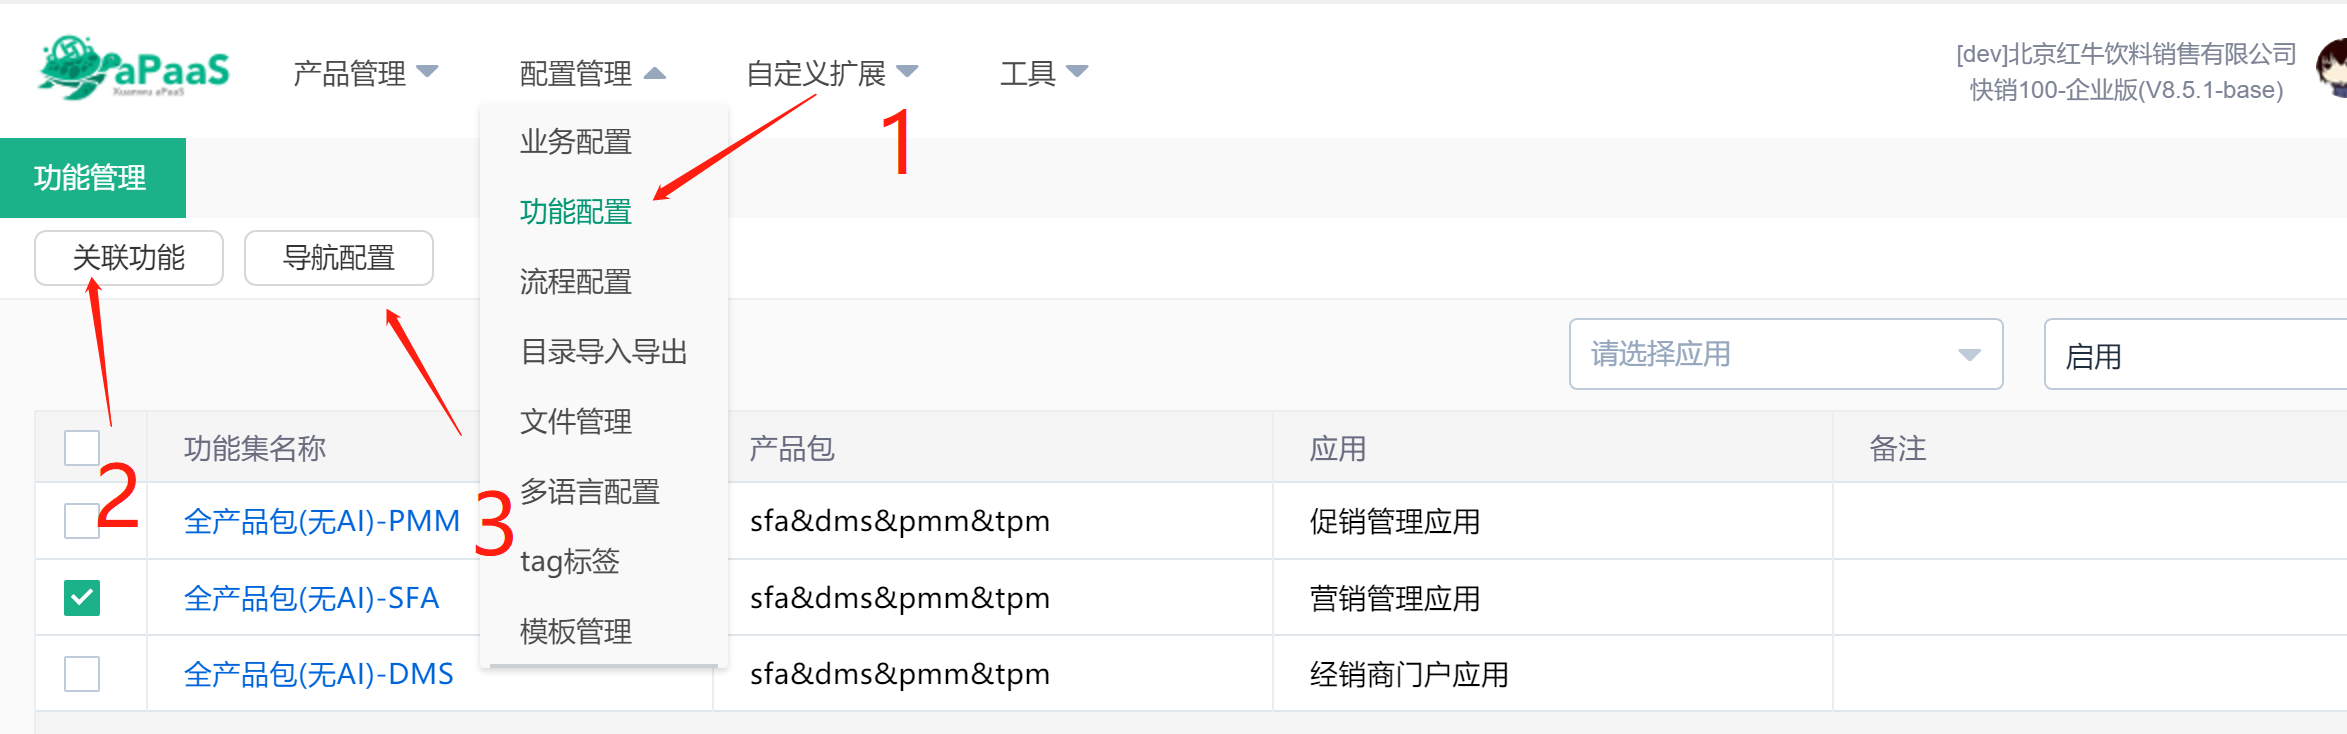 aPaaS
Xuanwu aPaaS
产品管理
配置管理
自定义扩展
工具
[dev]北京红牛饮料销售有限公司
快销100-企业版(V8.5.1-base)
业务配置
1
功能管理
功能配置
关联功能
导航配置
流程配置
目录导入导出
请选择应用
启用
文件管理
功能集名称
产品包
应用
备注
2
多语言配置
3
全产品包(无AI)-PMM
sfa&dms&pmm&tpm
促销管理应用
tag标签
全产品包(无AI)-SFA
sfa&dms&pmm&tpm
营销管理应用
模板管理
全产品包(无AI)-DMS
sfa&dms&pmm&tpm
经销商门户应用